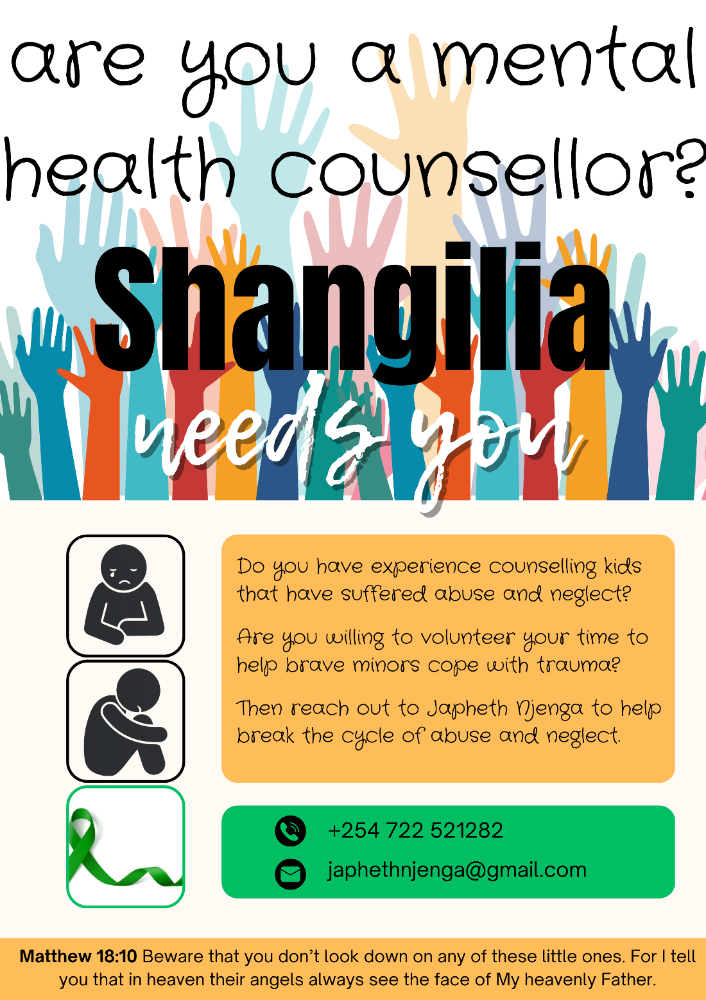 are you a mental
health counsellor?
Shangilia
needs you
Do you have experience counselling kids
that have suffered abuse and neglect?
Are you willing to volunteer your time to
help brave minors cope with trauma?
Then reach out to Japheth Njenga to help
break the cycle of abuse and neglect.
+254 722 521282
japhethnjenga@gmail.com
Matthew 18:10 Beware that you don’t look down on any of these little ones. For I tell
you that in heaven their angels always see the face of My heavenly Father.